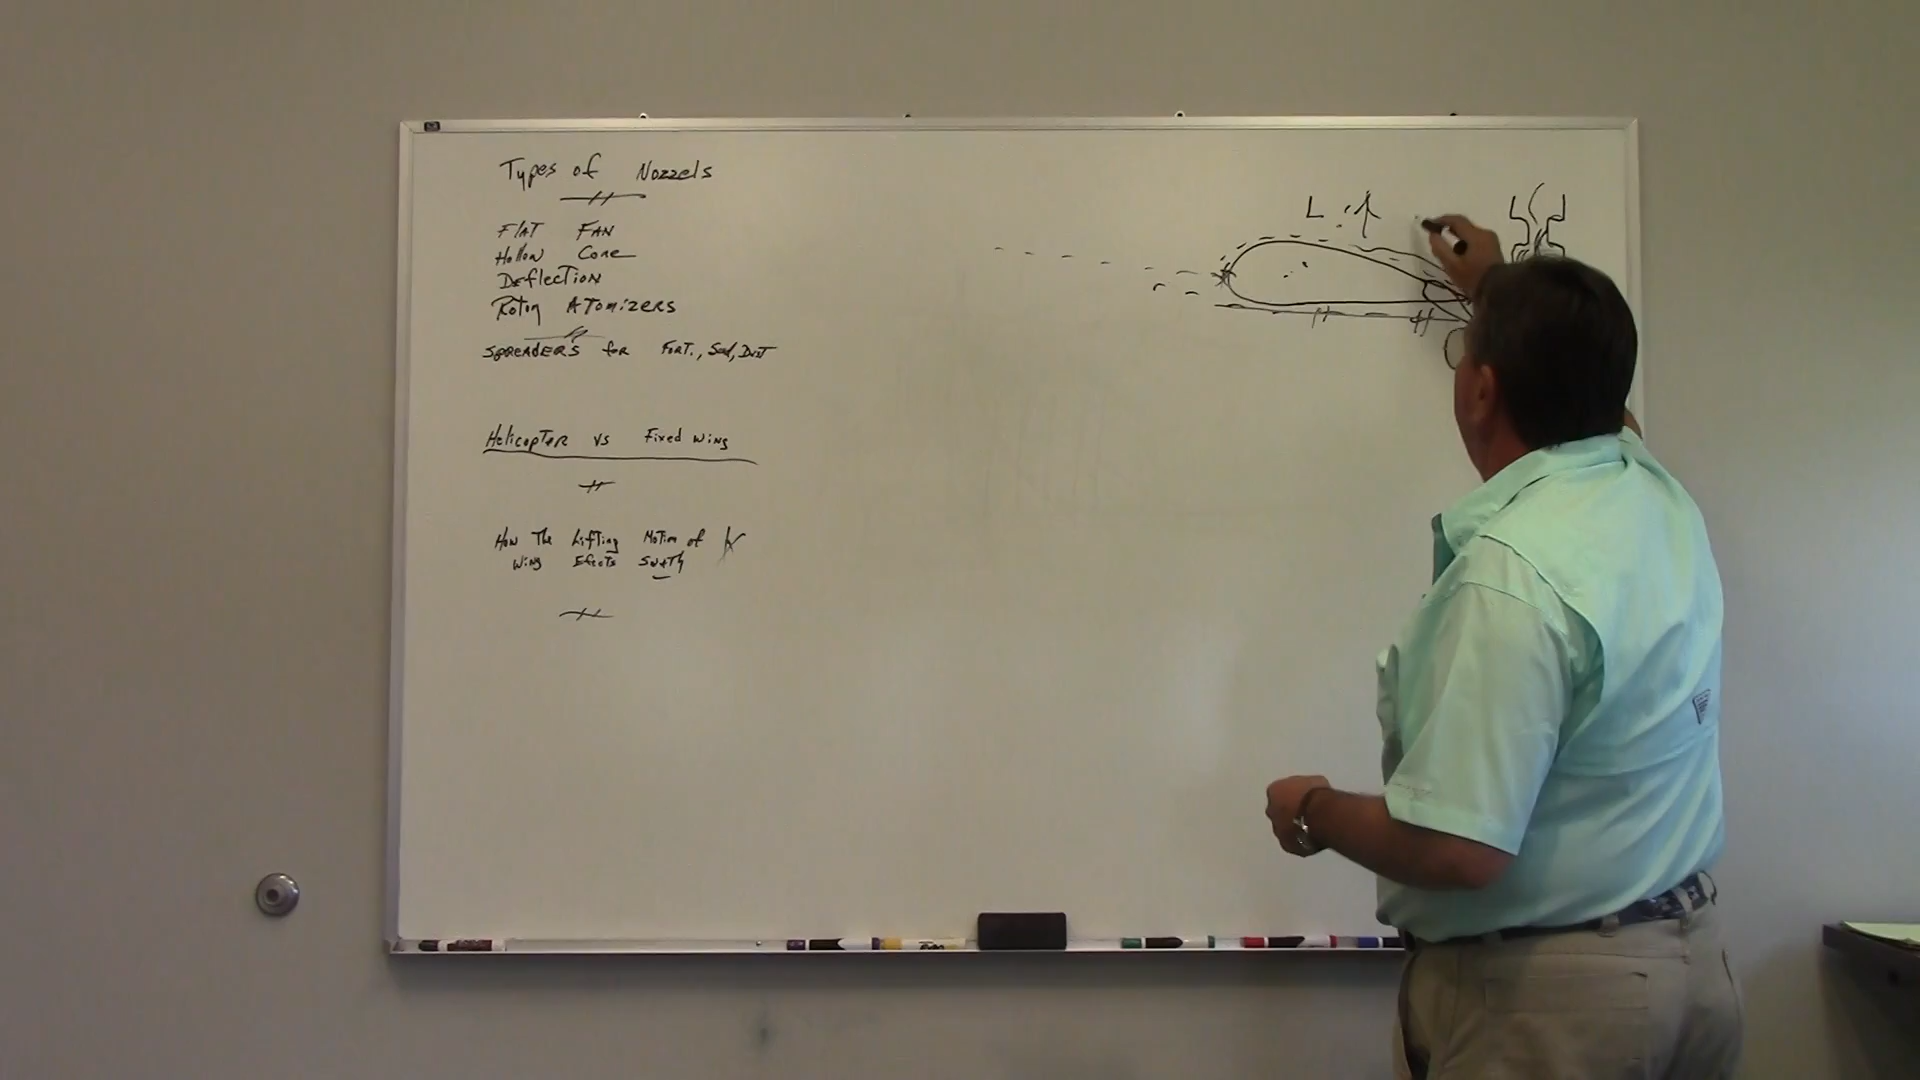 Types of Nozzels
FLAT FAN
Hollow Cone
Deflection
Rotory ATomizers
SPREADERS for FerT., Seed, Dust
Helicopter vs Fixed wing
How The Lifting Motion of
Wing Effects Swath
L